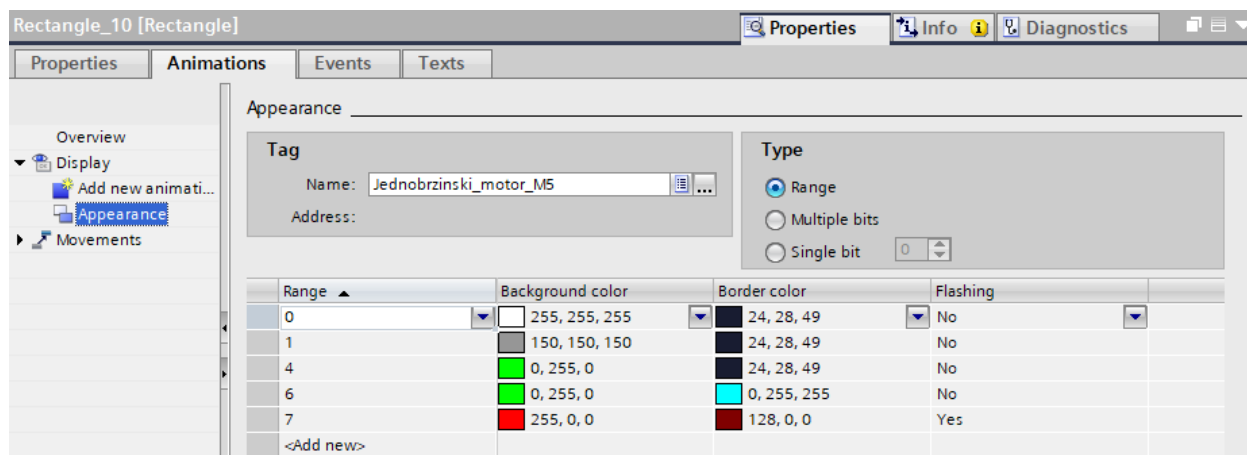 Rectangle_10 [Rectangle]
Properties Info Diagnostics
Properties Animations Events Texts
Appearance
Overview
Display
Add new animati...
Appearance
Movements
Tag
Name: Jednobrzinski_motor_M5 ...
Address:
Type
Range
Multiple bits
Single bit 0
Range Background color Border color Flashing
0 255, 255, 255 24, 28, 49 No
1 150, 150, 150 24, 28, 49 No
4 0, 255, 0 24, 28, 49 No
6 0, 255, 0 0, 255, 255 No
7 255, 0, 0 128, 0, 0 Yes
<Add new>